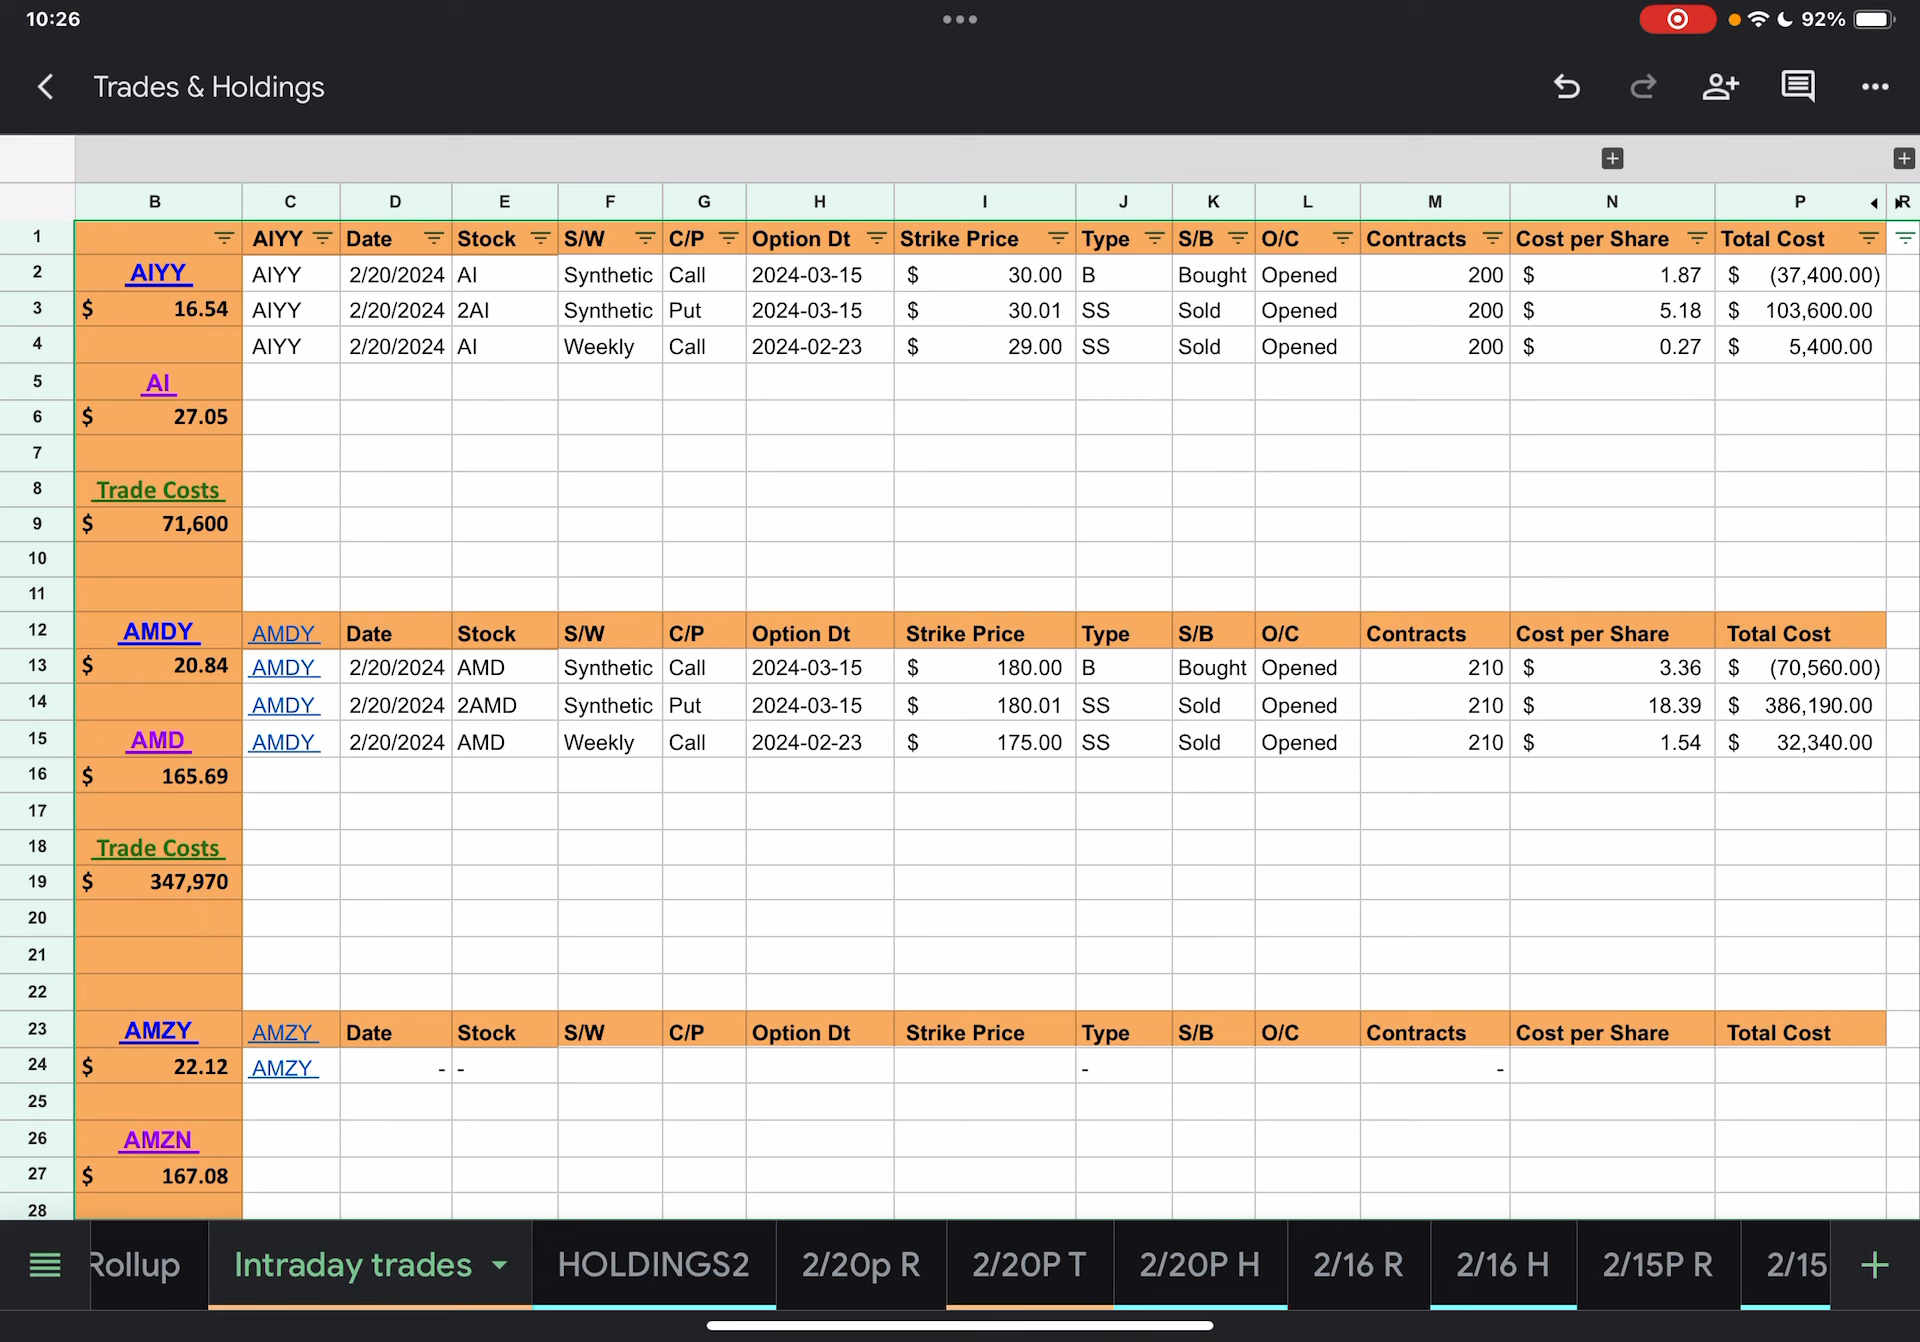 10:26
92%
Trades & Holdings
B C D E F G H I J K L M N P R
1 AIYY Date Stock S/W C/P Option Dt Strike Price Type S/B O/C Contracts Cost per Share Total Cost
2 AIYY AIYY 2/20/2024 AI Synthetic Call 2024-03-15 $ 30.00 B Bought Opened 200 $ 1.87 $ (37,400.00)
3 $ 16.54 AIYY 2/20/2024 2AI Synthetic Put 2024-03-15 $ 30.01 SS Sold Opened 200 $ 5.18 $ 103,600.00
4 AIYY 2/20/2024 AI Weekly Call 2024-02-23 $ 29.00 SS Sold Opened 200 $ 0.27 $ 5,400.00
5 AI
6 $ 27.05
7
8 Trade Costs
9 $ 71,600
10
11
12 AMDY AMDY Date Stock S/W C/P Option Dt Strike Price Type S/B O/C Contracts Cost per Share Total Cost
13 $ 20.84 AMDY 2/20/2024 AMD Synthetic Call 2024-03-15 $ 180.00 B Bought Opened 210 $ 3.36 $ (70,560.00)
14 AMDY 2/20/2024 2AMD Synthetic Put 2024-03-15 $ 180.01 SS Sold Opened 210 $ 18.39 $ 386,190.00
15 AMD AMDY 2/20/2024 AMD Weekly Call 2024-02-23 $ 175.00 SS Sold Opened 210 $ 1.54 $ 32,340.00
16 $ 165.69
17
18 Trade Costs
19 $ 347,970
20
21
22
23 AMZY AMZY Date Stock S/W C/P Option Dt Strike Price Type S/B O/C Contracts Cost per Share Total Cost
24 $ 22.12 AMZY - - - -
25
26 AMZN
27 $ 167.08
28
Rollup Intraday trades HOLDINGS2 2/20p R 2/20P T 2/20P H 2/16 R 2/16 H 2/15P R 2/15